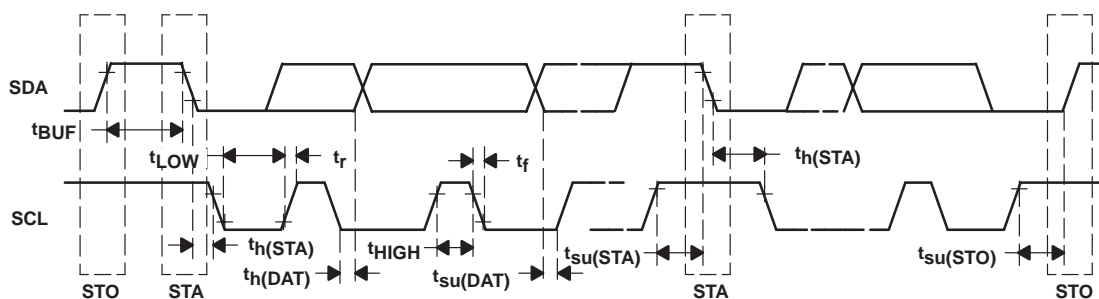 SDA
tBUF
tLOW
tr
tf
th(STA)
SCL
th(STA)
tHIGH
tsu(STA)
tsu(STO)
th(DAT)
tsu(DAT)
STO
STA
STA
STO